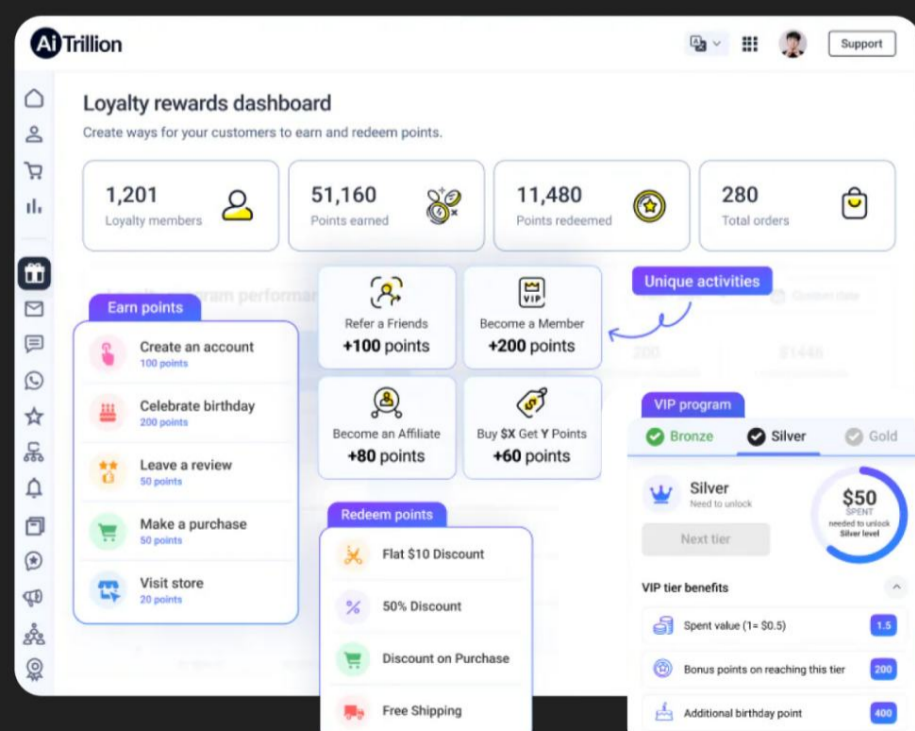 AiTrillion
Support
Loyalty rewards dashboard
Create ways for your customers to earn and redeem points.
1,201
Loyalty members
51,160
Points earned
11,480
Points redeemed
280
Total orders
Earn points
Create an account
100 points
Celebrate birthday
200 points
Leave a review
50 points
Make a purchase
50 points
Visit store
20 points
Refer a Friends
+100 points
VIP
Become a Member
+200 points
Become an Affiliate
+80 points
Buy $X Get Y Points
+60 points
Unique activities
Redeem points
Flat $10 Discount
50% Discount
Discount on Purchase
Free Shipping
VIP program
Bronze
Silver
Gold
Silver
Need to unlock
Next tier
$50
SPENT
needed to unlock
Silver level
VIP tier benefits
Spent value (1= $0.5)
1.5
Bonus points on reaching this tier
200
Additional birthday point
400